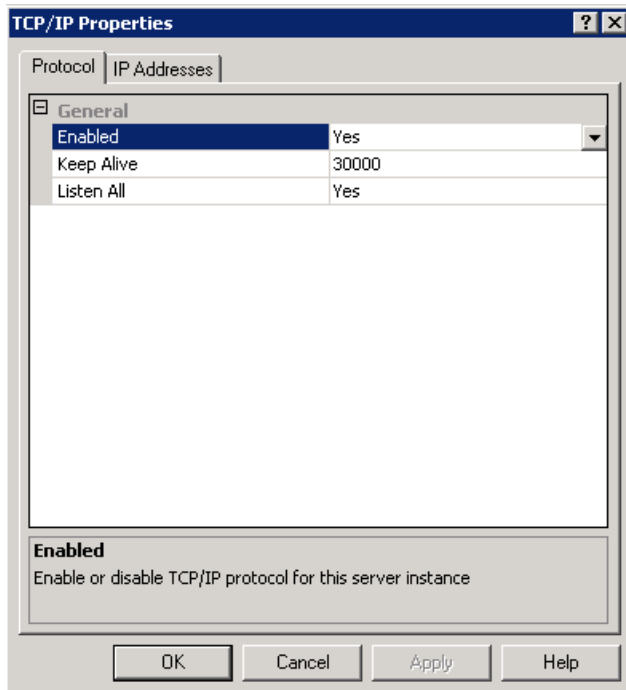 TCP/IP Properties
Protocol
IP Addresses
General
Enabled Yes
Keep Alive 30000
Listen All Yes
Enabled
Enable or disable TCP/IP protocol for this server instance
OK Cancel Apply Help